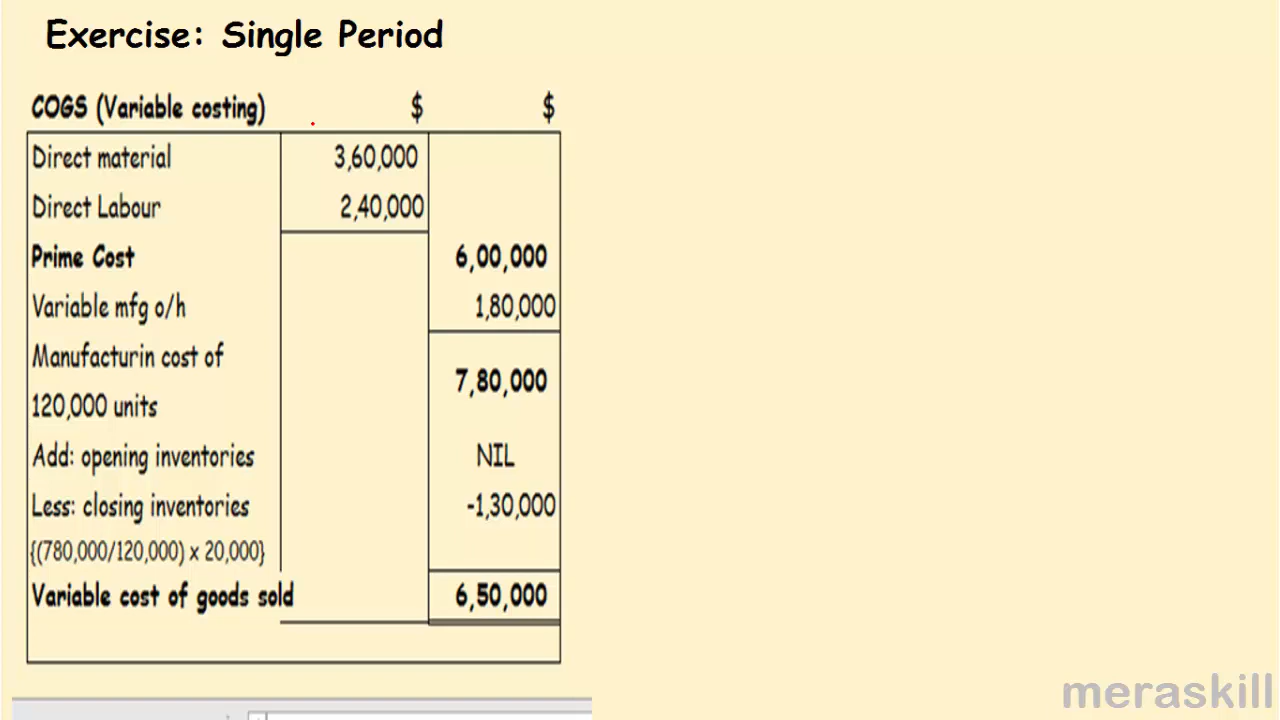 Exercise: Single Period
COGS (Variable costing) $ $
Direct material 3,60,000
Direct Labour 2,40,000
Prime Cost 6,00,000
Variable mfg o/h 1,80,000
Manufacturin cost of
7,80,000
120,000 units
Add: opening inventories NIL
Less: closing inventories -1,30,000
{(780,000/120,000) x 20,000}
Variable cost of goods sold 6,50,000
meraskill